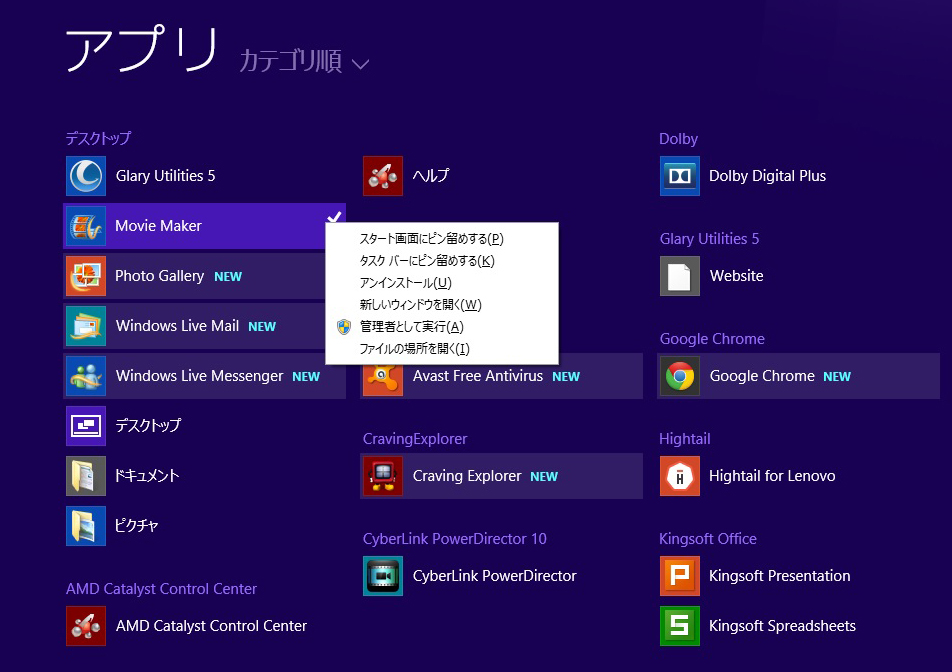 アプリ カテゴリ順
デスクトップ
Glary Utilities 5
Movie Maker
Photo Gallery NEW
Windows Live Mail NEW
Windows Live Messenger NEW
デスクトップ
ドキュメント
ピクチャ
AMD Catalyst Control Center
AMD Catalyst Control Center
ヘルプ
スタート画面にピン留めする(P)
タスク バーにピン留めする(K)
アンインストール(U)
新しいウィンドウを開く(W)
管理者として実行(A)
ファイルの場所を開く(I)
Avast Free Antivirus NEW
CravingExplorer
Craving Explorer NEW
CyberLink PowerDirector 10
CyberLink PowerDirector
Dolby
Dolby Digital Plus
Glary Utilities 5
Website
Google Chrome
Google Chrome NEW
Hightail
Hightail for Lenovo
Kingsoft Office
Kingsoft Presentation
Kingsoft Spreadsheets